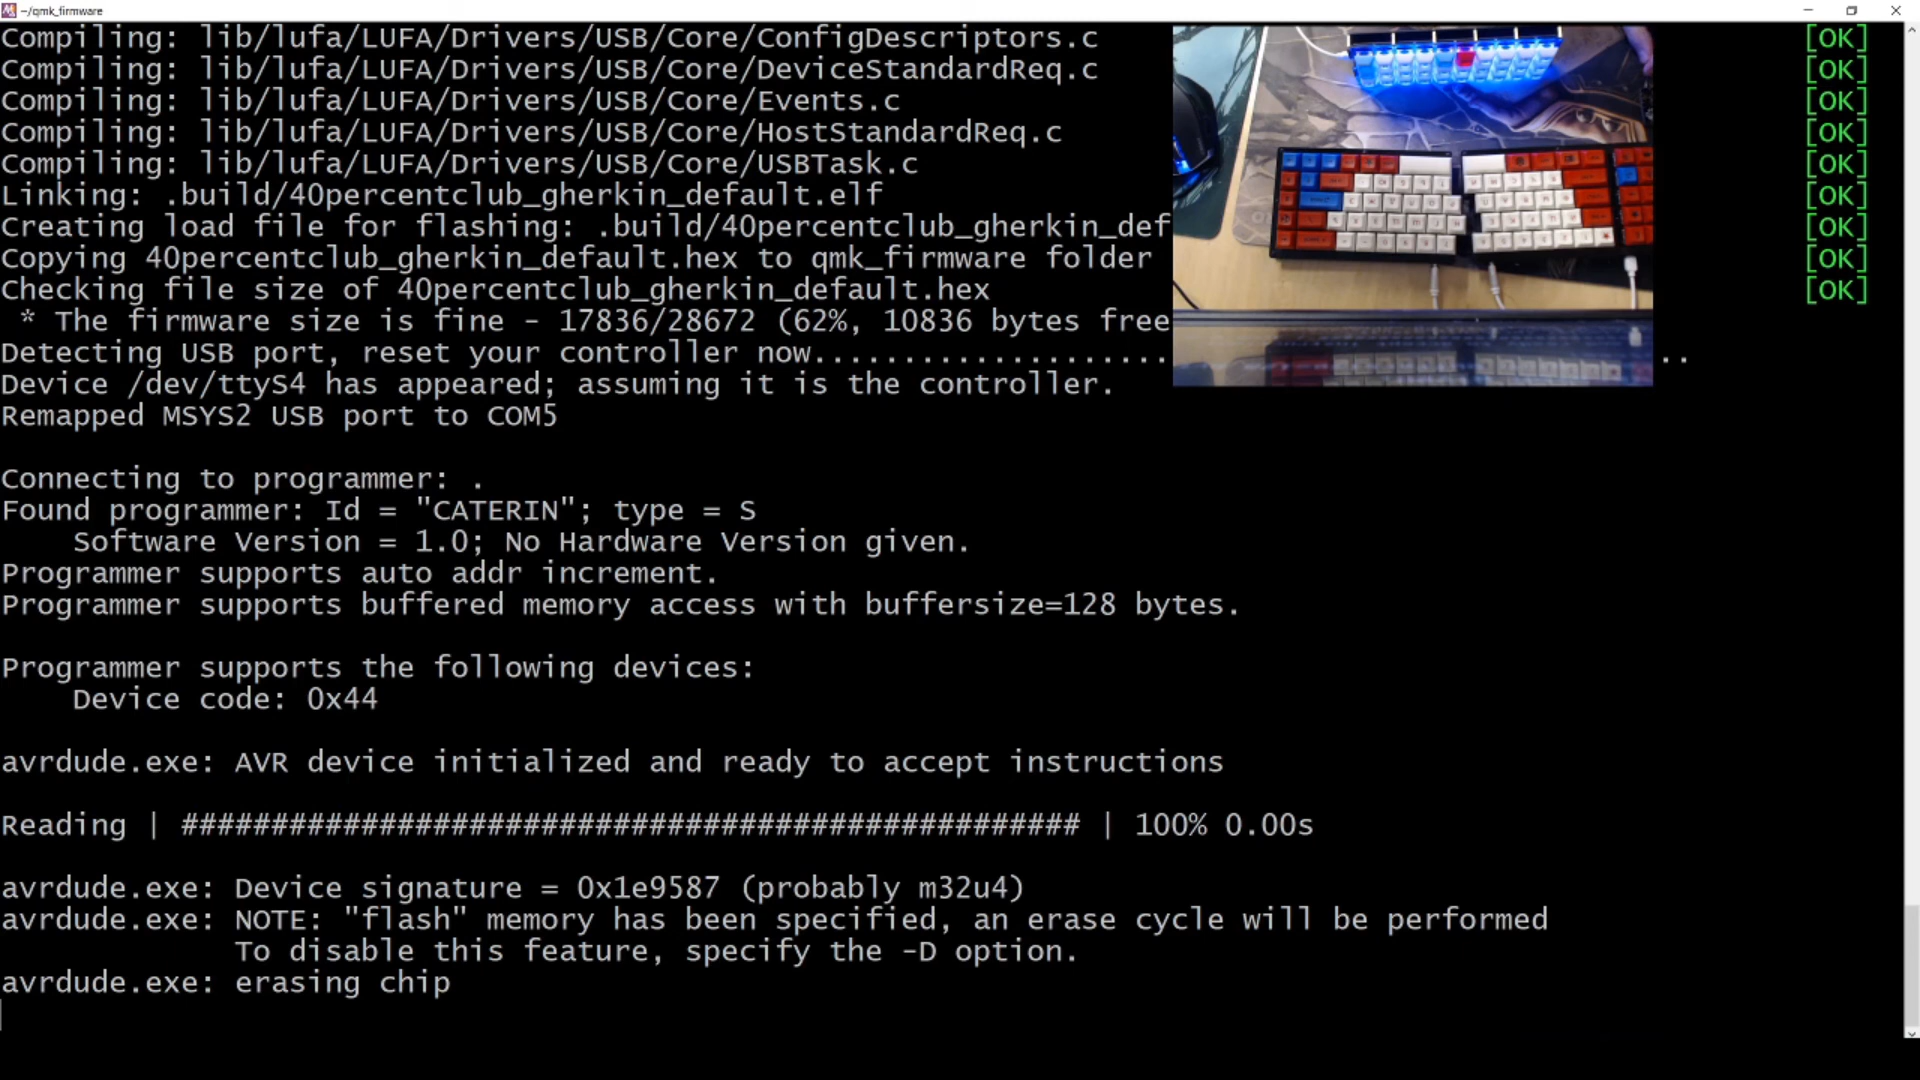 ~/qmk_firmware
Compiling: lib/lufa/LUFA/Drivers/USB/Core/ConfigDescriptors.c [OK]
Compiling: lib/lufa/LUFA/Drivers/USB/Core/DeviceStandardReq.c [OK]
Compiling: lib/lufa/LUFA/Drivers/USB/Core/Events.c [OK]
Compiling: lib/lufa/LUFA/Drivers/USB/Core/HostStandardReq.c [OK]
Compiling: lib/lufa/LUFA/Drivers/USB/Core/USBTask.c [OK]
Linking: .build/40percentclub_gherkin_default.elf [OK]
Creating load file for flashing: .build/40percentclub_gherkin_def [OK]
Copying 40percentclub_gherkin_default.hex to qmk_firmware folder [OK]
Checking file size of 40percentclub_gherkin_default.hex [OK]
* The firmware size is fine - 17836/28672 (62%, 10836 bytes free
Detecting USB port, reset your controller now...................... ..
Device /dev/ttyS4 has appeared; assuming it is the controller.
Remapped MSYS2 USB port to COM5
Connecting to programmer: .
Found programmer: Id = "CATERIN"; type = S
Software Version = 1.0; No Hardware Version given.
Programmer supports auto addr increment.
Programmer supports buffered memory access with buffersize=128 bytes.
Programmer supports the following devices:
Device code: 0x44
avrdude.exe: AVR device initialized and ready to accept instructions
Reading | ################################################## | 100% 0.00s
avrdude.exe: Device signature = 0x1e9587 (probably m32u4)
avrdude.exe: NOTE: "flash" memory has been specified, an erase cycle will be performed
To disable this feature, specify the -D option.
avrdude.exe: erasing chip